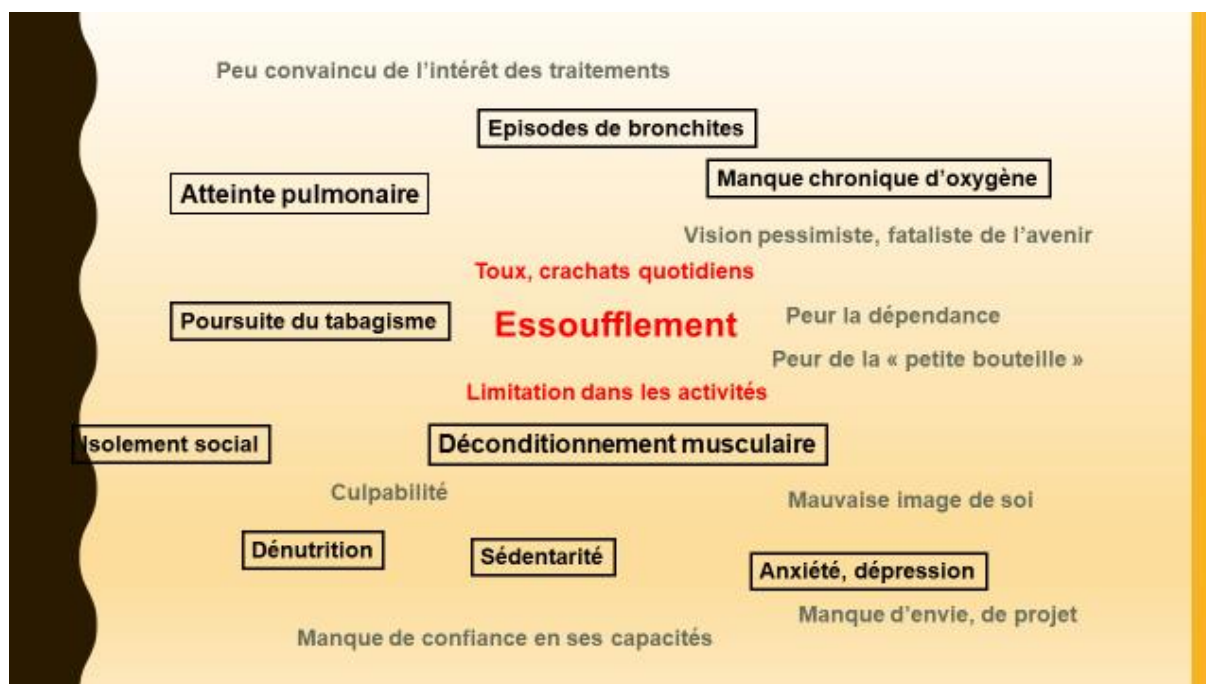 Peu convaincu de l’intérêt des traitements
Episodes de bronchites
Manque chronique d’oxygène
Atteinte pulmonaire
Vision pessimiste, fataliste de l’avenir
Toux, crachats quotidiens
Poursuite du tabagisme
Essoufflement
Peur la dépendance
Peur de la « petite bouteille »
Limitation dans les activités
Isolement social
Déconditionnement musculaire
Culpabilité
Mauvaise image de soi
Dénutrition
Sédentarité
Anxiété, dépression
Manque d’envie, de projet
Manque de confiance en ses capacités